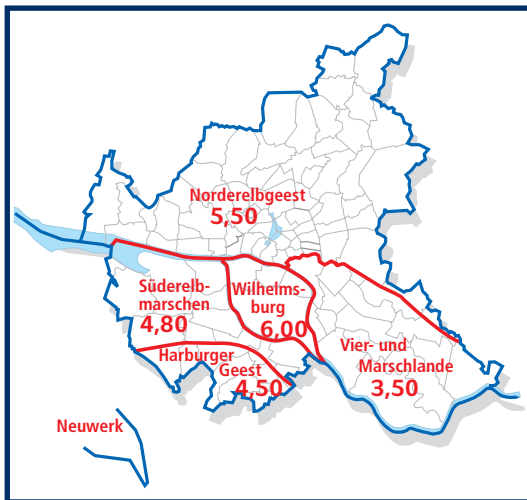 Norderelbgeest
5,50
Süderelb-
marschen
4,80
Wilhelms-
burg
6,00
Vier- und
Marschlande
3,50
Harburger
Geest
4,50
Neuwerk